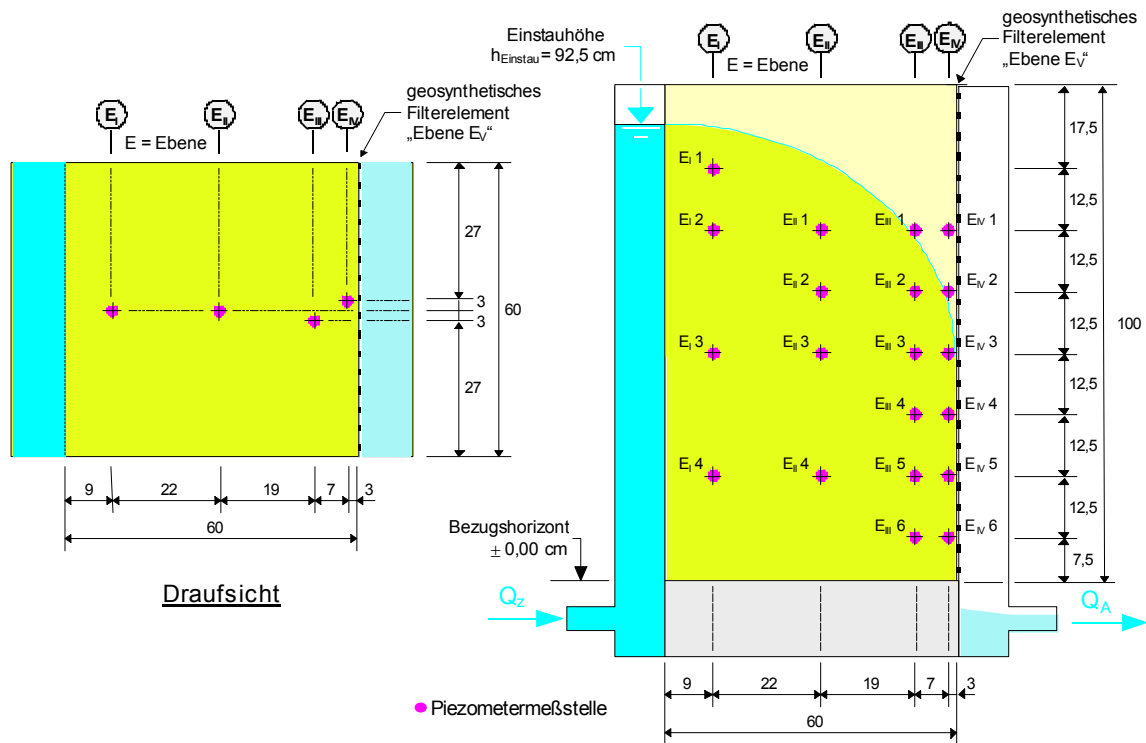 geosynthetisches
Filterelement
„Ebene EV“
EI
EII
EIII
EIV
E = Ebene
27
3
3
27
60
9
22
19
7
3
60
Draufsicht
Einstauhöhe
hEinstau = 92,5 cm
EI
EII
EIII
EIV
E = Ebene
geosynthetisches
Filterelement
„Ebene EV“
EI 1
EI 2
EII 1
EIII 1
EIV 1
EII 2
EIII 2
EIV 2
EI 3
EII 3
EIII 3
EIV 3
EIII 4
EIV 4
EI 4
EII 4
EIII 5
EIV 5
EIII 6
EIV 6
17,5
12,5
12,5
12,5
12,5
12,5
12,5
7,5
100
Bezugshorizont
± 0,00 cm
QZ
QA
9
22
19
7
3
60
Piezometermeßstelle